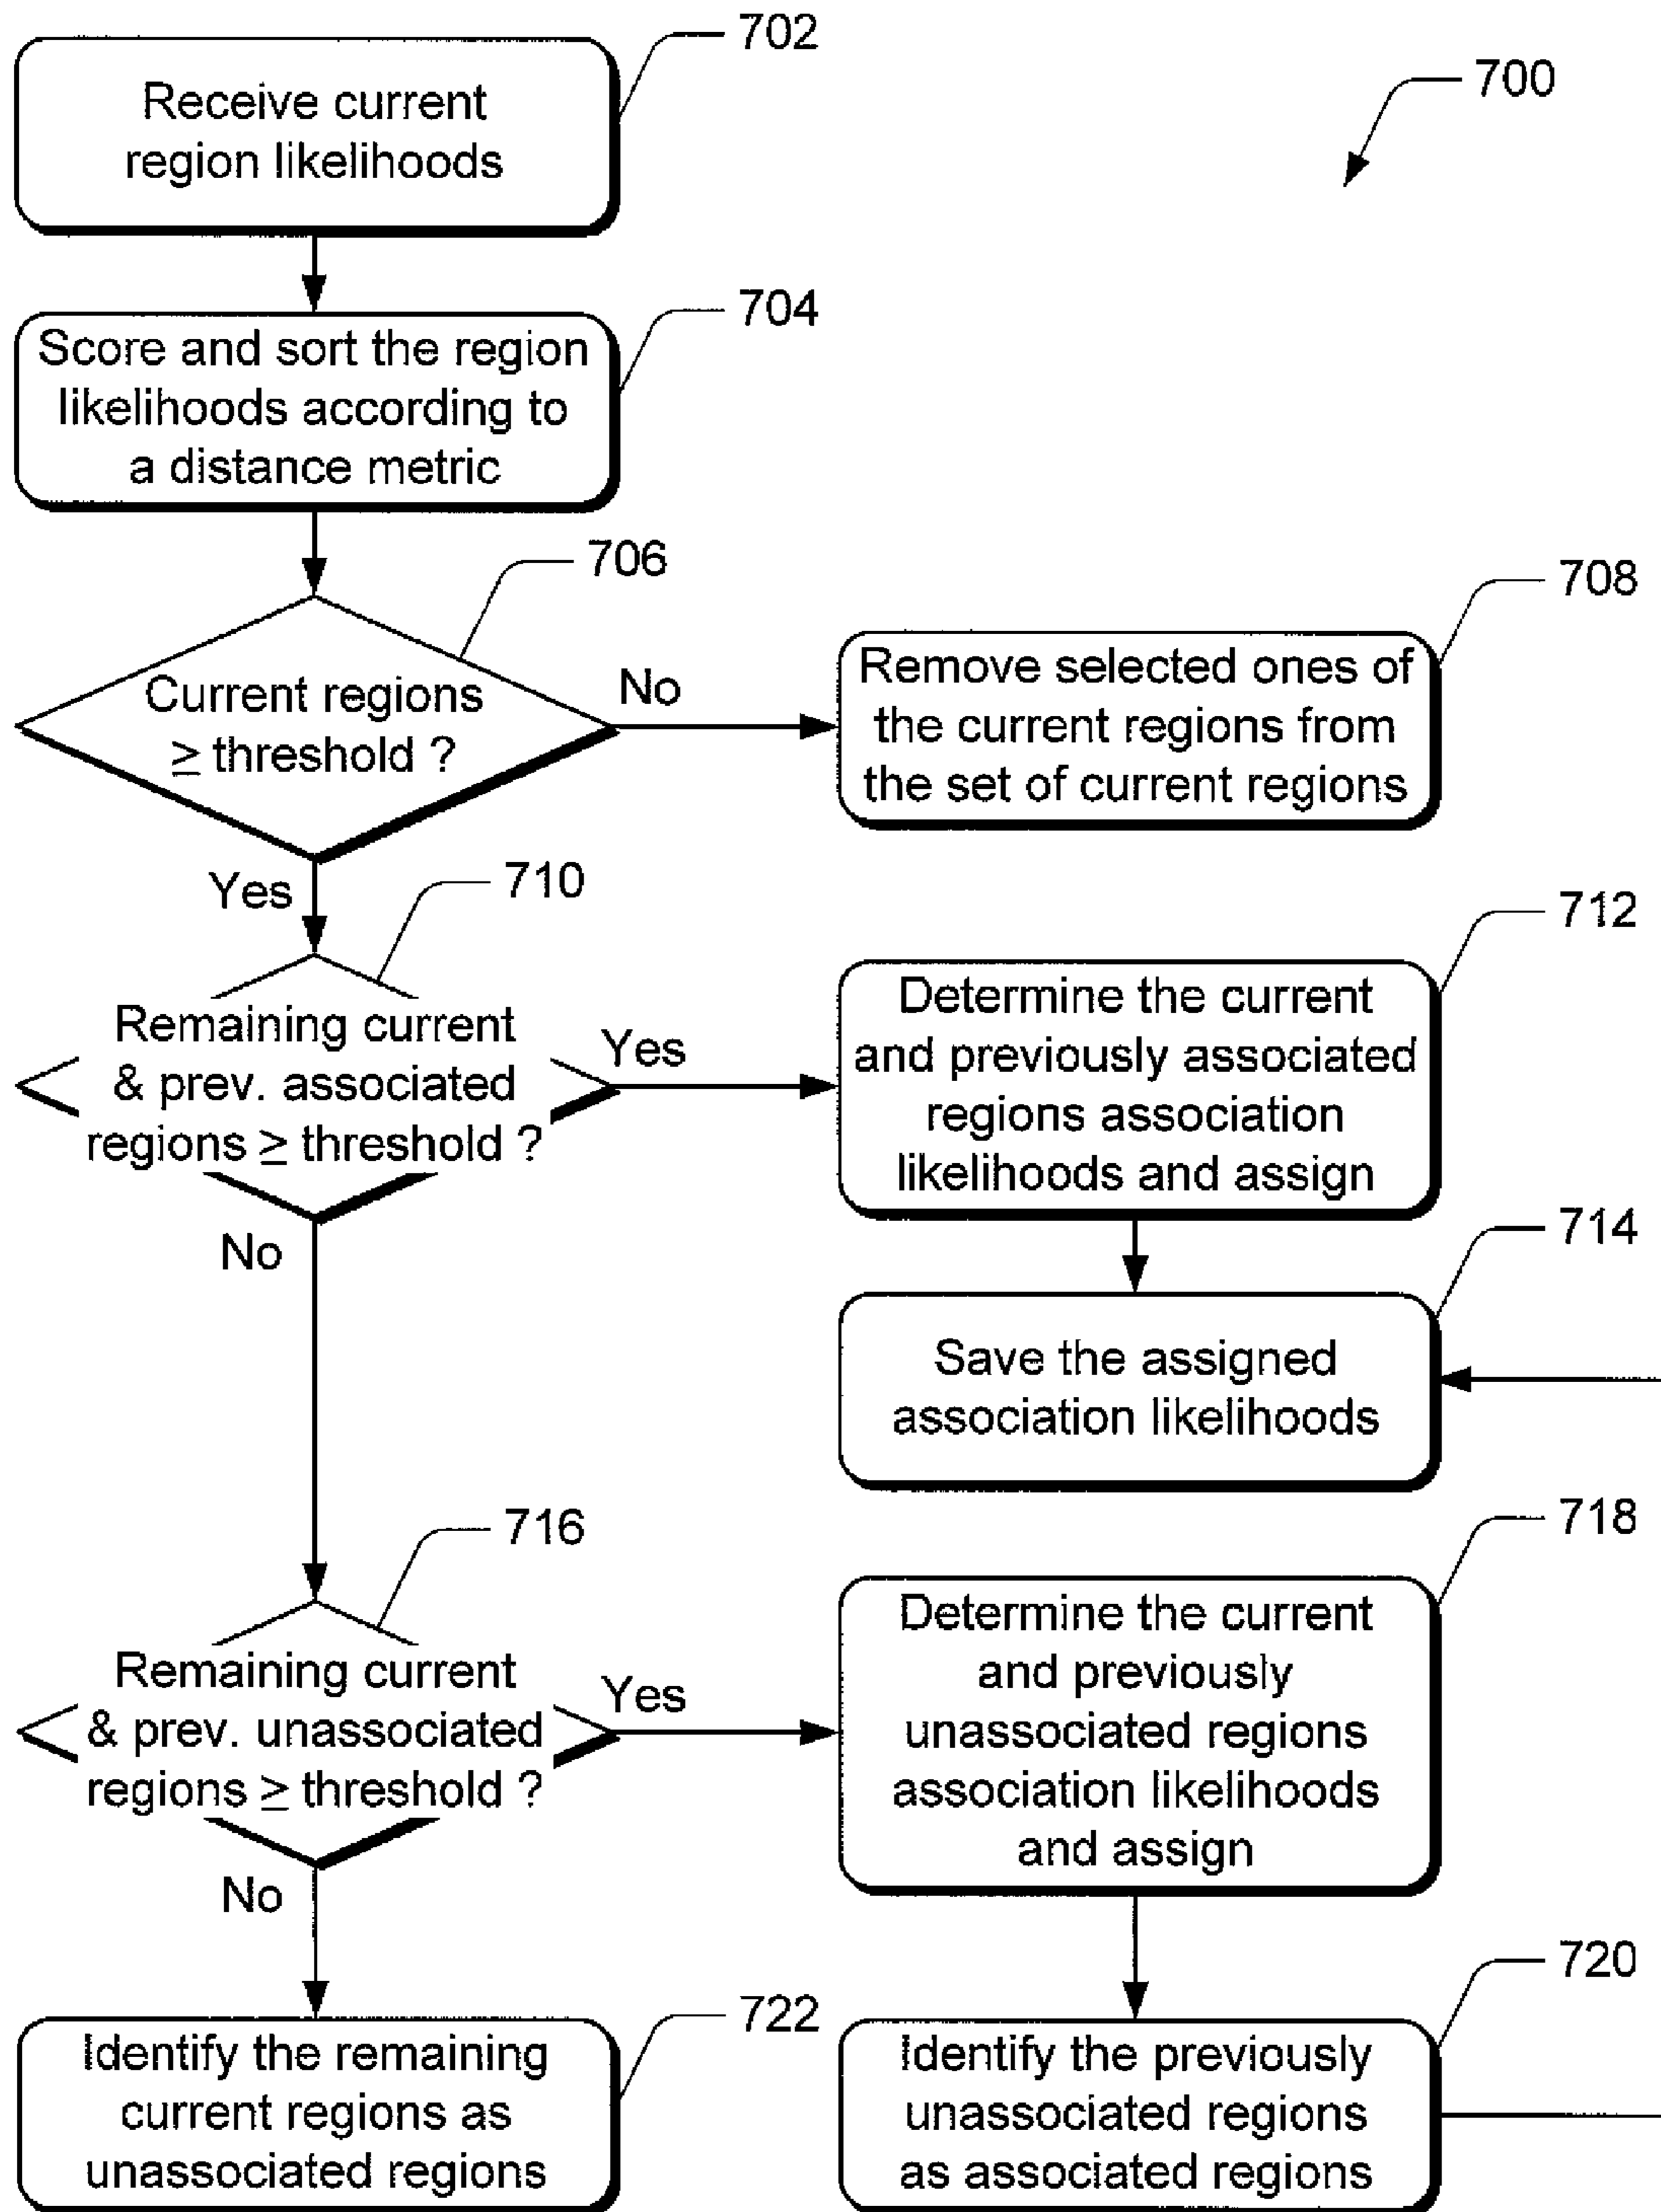 702
Receive current
region likelihoods
700
704
Score and sort the region
likelihoods according to
a distance metric
706
Current regions
≥ threshold ?
No
Yes
708
Remove selected ones of
the current regions from
the set of current regions
710
Remaining current
& prev. associated
regions ≥ threshold ?
Yes
No
712
Determine the current
and previously associated
regions association
likelihoods and assign
714
Save the assigned
association likelihoods
716
Remaining current
& prev. unassociated
regions ≥ threshold ?
Yes
No
718
Determine the current
and previously
unassociated regions
association likelihoods
and assign
722
Identify the remaining
current regions as
unassociated regions
720
Identify the previously
unassociated regions
as associated regions